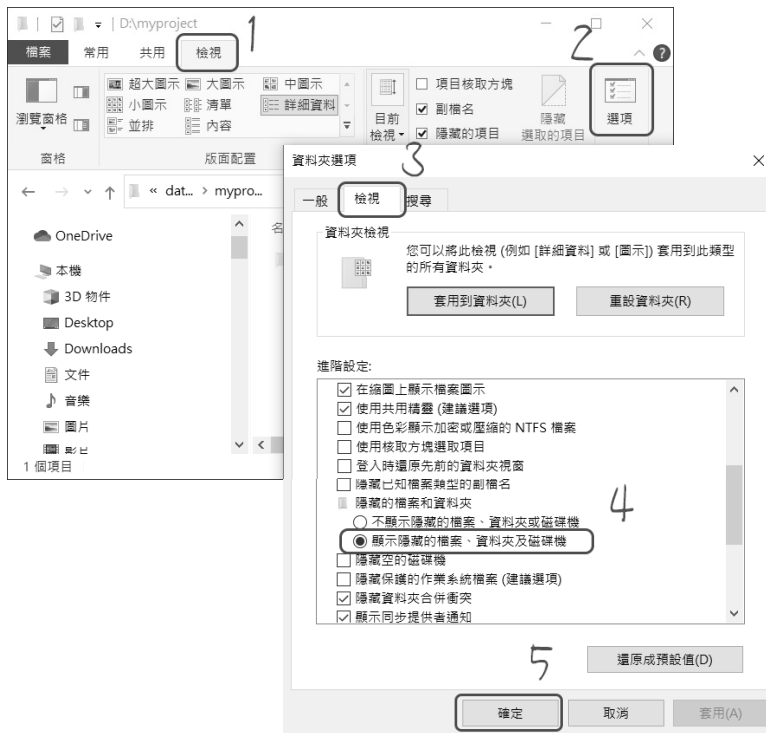 D:\myproject
1
2
檔案 常用 共用 檢視
超大圖示 大圖示 中圖示
小圖示 清單 詳細資料
並排 內容
瀏覽窗格
項目核取方塊
副檔名
隱藏的項目
目前
檢視
隱藏
選取的項目
選項
窗格 版面配置
3
資料夾選項
« dat... > mypro...
一般 檢視 搜尋
OneDrive
本機
3D 物件
Desktop
Downloads
文件
音樂
圖片
1 個項目
資料夾檢視
您可以將此檢視 (例如 [詳細資料] 或 [圖示]) 套用到此類型
的所有資料夾。
套用到資料夾(L) 重設資料夾(R)
進階設定:
在縮圖上顯示檔案圖示
使用共用精靈 (建議選項)
使用色彩顯示加密或壓縮的 NTFS 檔案
使用核取方塊選取項目
登入時還原先前的資料夾視窗
隱藏已知檔案類型的副檔名
隱藏的檔案和資料夾
4
不顯示隱藏的檔案、資料夾或磁碟機
顯示隱藏的檔案、資料夾及磁碟機
隱藏空的磁碟機
隱藏保護的作業系統檔案 (建議選項)
隱藏資料夾合併衝突
顯示同步提供者通知
5
還原成預設值(D)
確定 取消 套用(A)